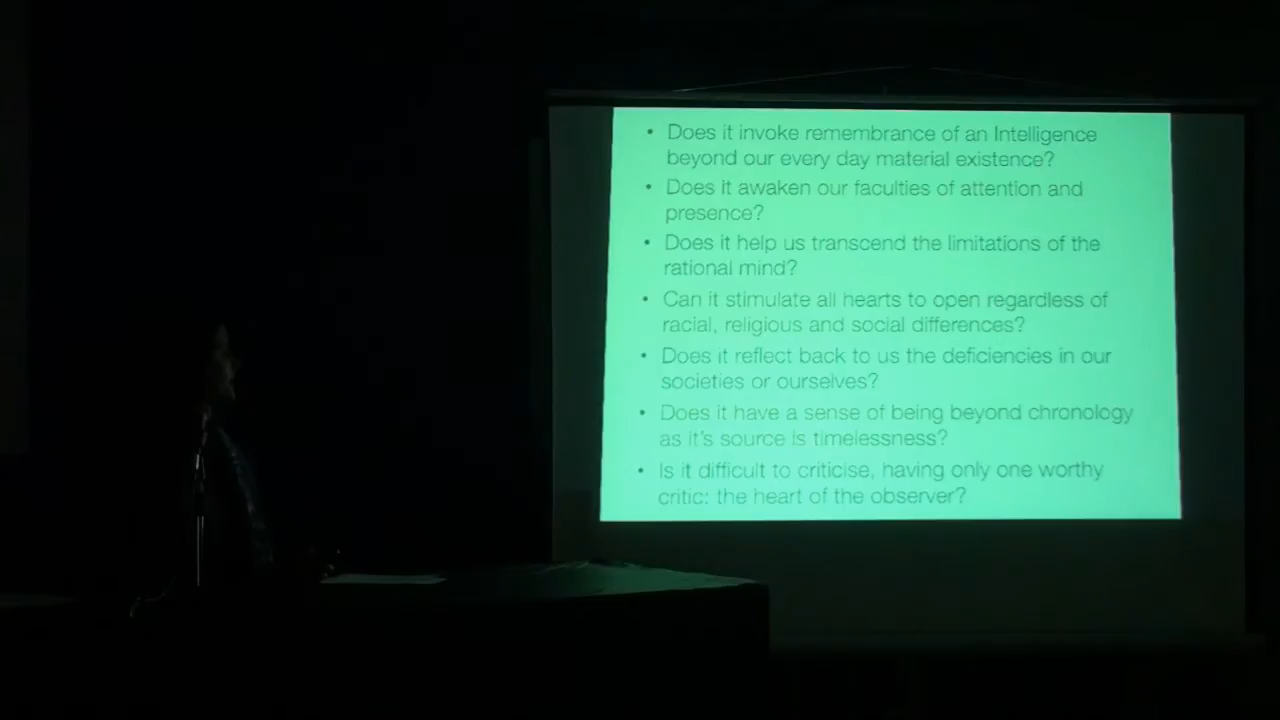 • Does it invoke remembrance of an Intelligence
beyond our every day material existence?
• Does it awaken our faculties of attention and
presence?
• Does it help us transcend the limitations of the
rational mind?
• Can it stimulate all hearts to open regardless of
racial, religious and social differences?
• Does it reflect back to us the deficiencies in our
societies or ourselves?
• Does it have a sense of being beyond chronology
as it's source is timelessness?
• Is it difficult to criticise, having only one worthy
critic: the heart of the observer?